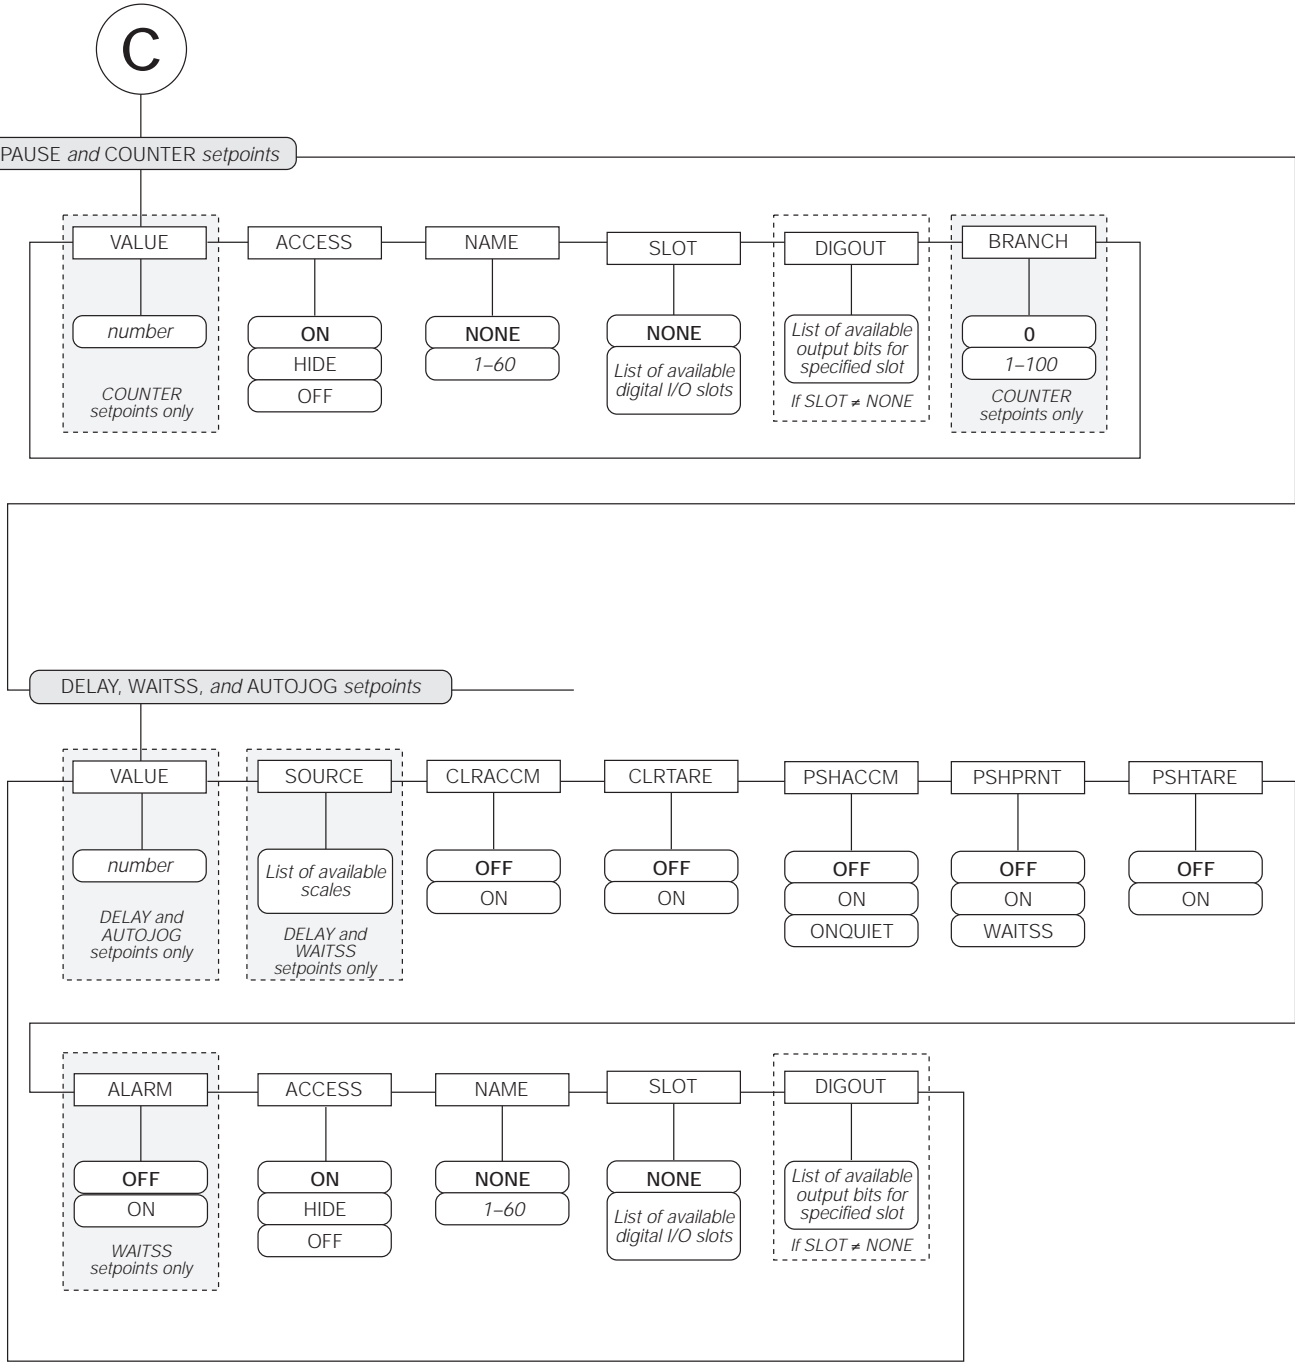 C
PAUSE and COUNTER setpoints
VALUE
ACCESS
NAME
SLOT
DIGOUT
BRANCH
number
COUNTER
setpoints only
ON
HIDE
OFF
NONE
1–60
NONE
List of available
digital I/O slots
List of available
output bits for
specified slot
If SLOT ≠ NONE
0
1–100
COUNTER
setpoints only
DELAY, WAITSS, and AUTOJOG setpoints
VALUE
SOURCE
CLRACCM
CLRTARE
PSHACCM
PSHPRNT
PSHTARE
number
DELAY and
AUTOJOG
setpoints only
List of available
scales
DELAY and
WAITSS
setpoints only
OFF
ON
OFF
ON
OFF
ON
ONQUIET
OFF
ON
WAITSS
OFF
ON
ALARM
ACCESS
NAME
SLOT
DIGOUT
OFF
ON
WAITSS
setpoints only
ON
HIDE
OFF
NONE
1–60
NONE
List of available
digital I/O slots
List of available
output bits for
specified slot
If SLOT ≠ NONE